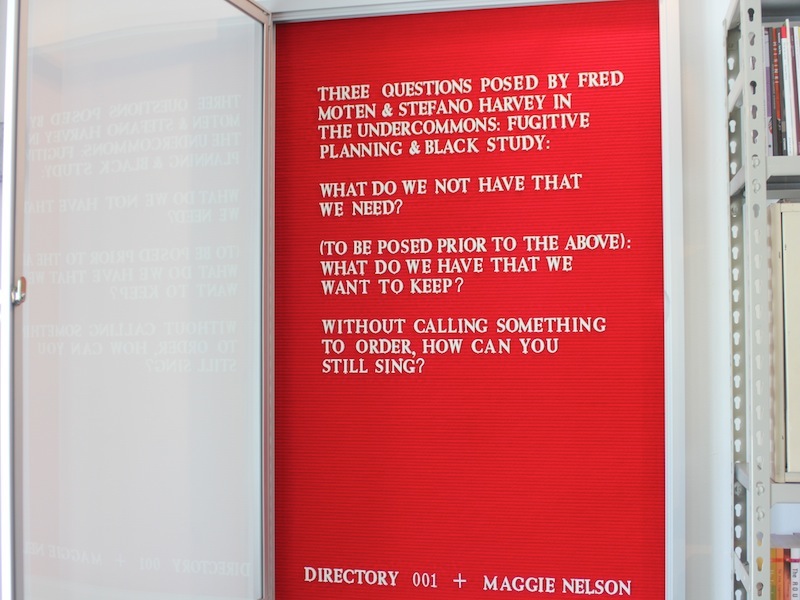 THREE QUESTIONS POSED BY FRED
MOTEN & STEFANO HARVEY IN
THE UNDERCOMMONS: FUGITIVE
PLANNING & BLACK STUDY:
WHAT DO WE NOT HAVE THAT
WE NEED?
(TO BE POSED PRIOR TO THE ABOVE):
WHAT DO WE HAVE THAT WE
WANT TO KEEP?
WITHOUT CALLING SOMETHING
TO ORDER, HOW CAN YOU
STILL SING?
DIRECTORY 001 + MAGGIE NELSON